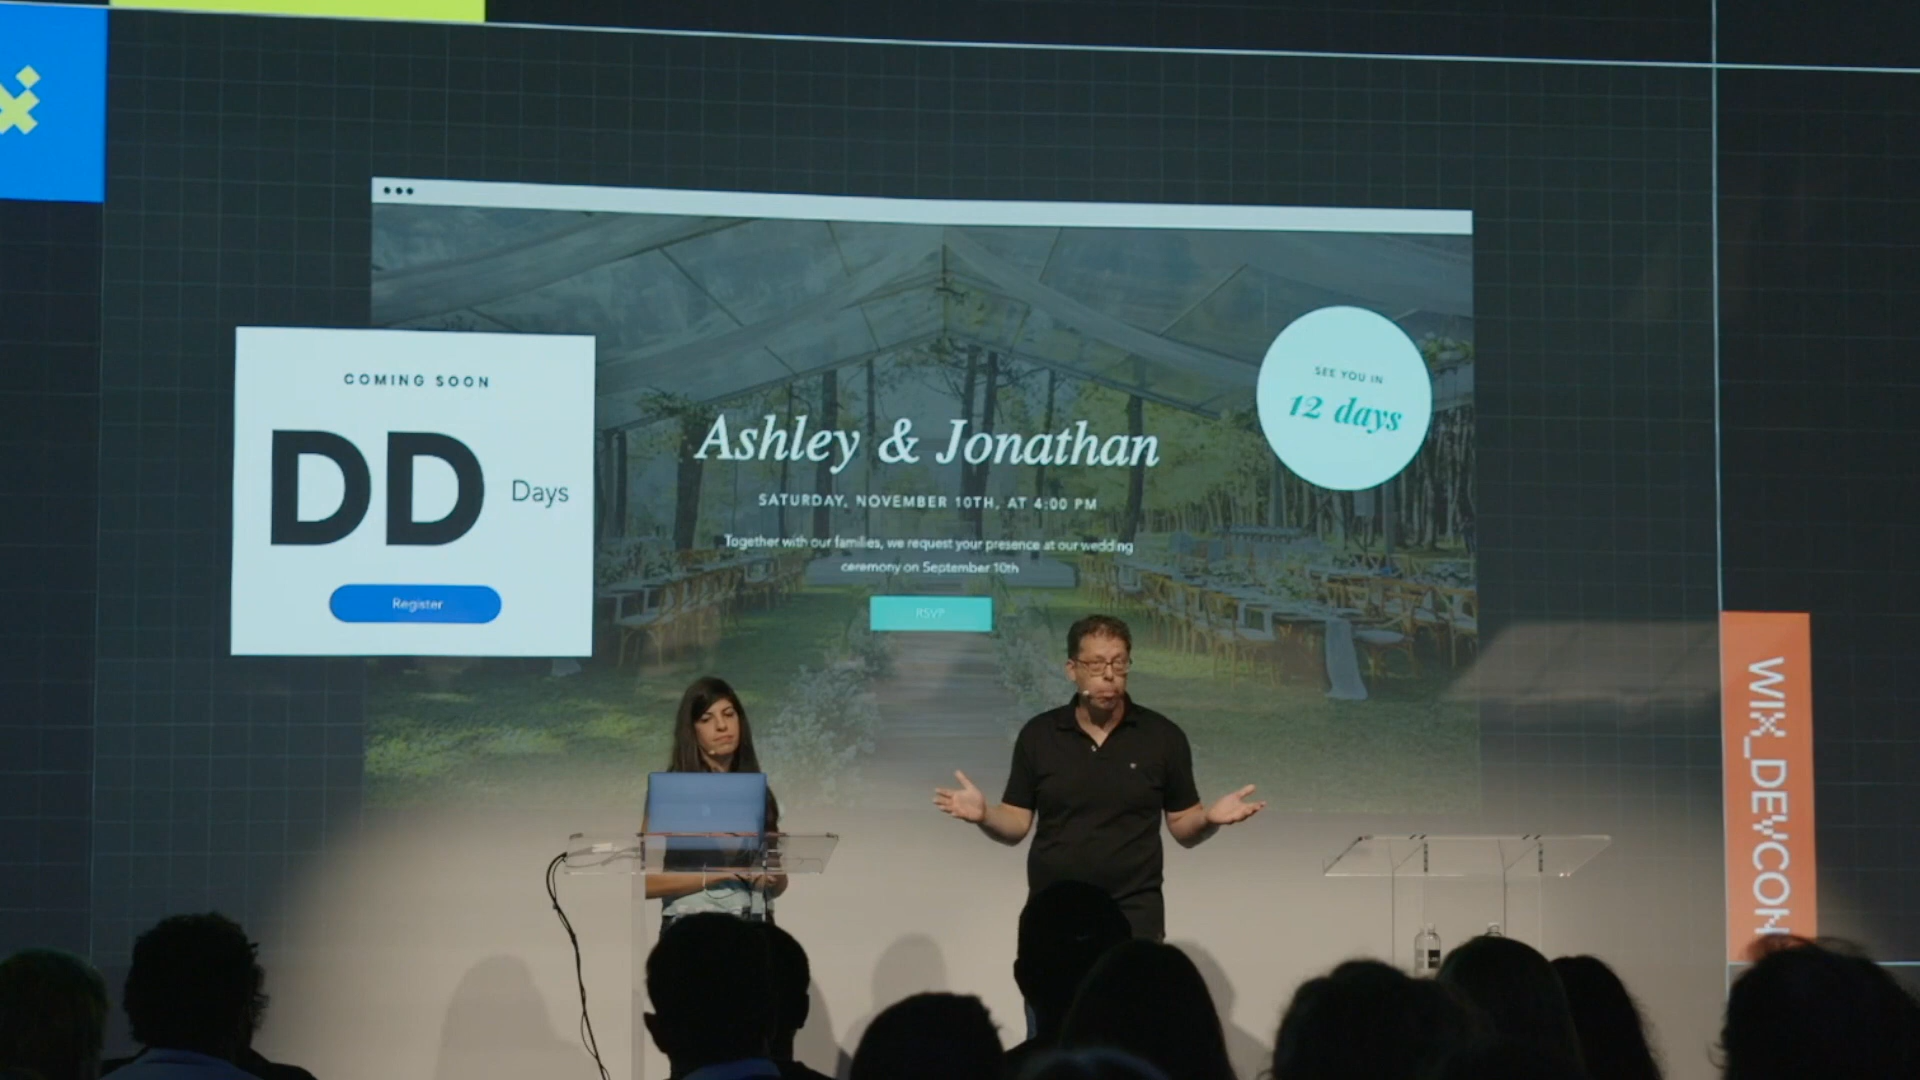 COMING SOON
DD Days
Register
Ashley & Jonathan
SATURDAY, NOVEMBER 10TH, AT 4:00 PM
Together with our families, we request your presence at our wedding
ceremony on September 10th
RSVP
SEE YOU IN
12 days
WIX_DEVCON